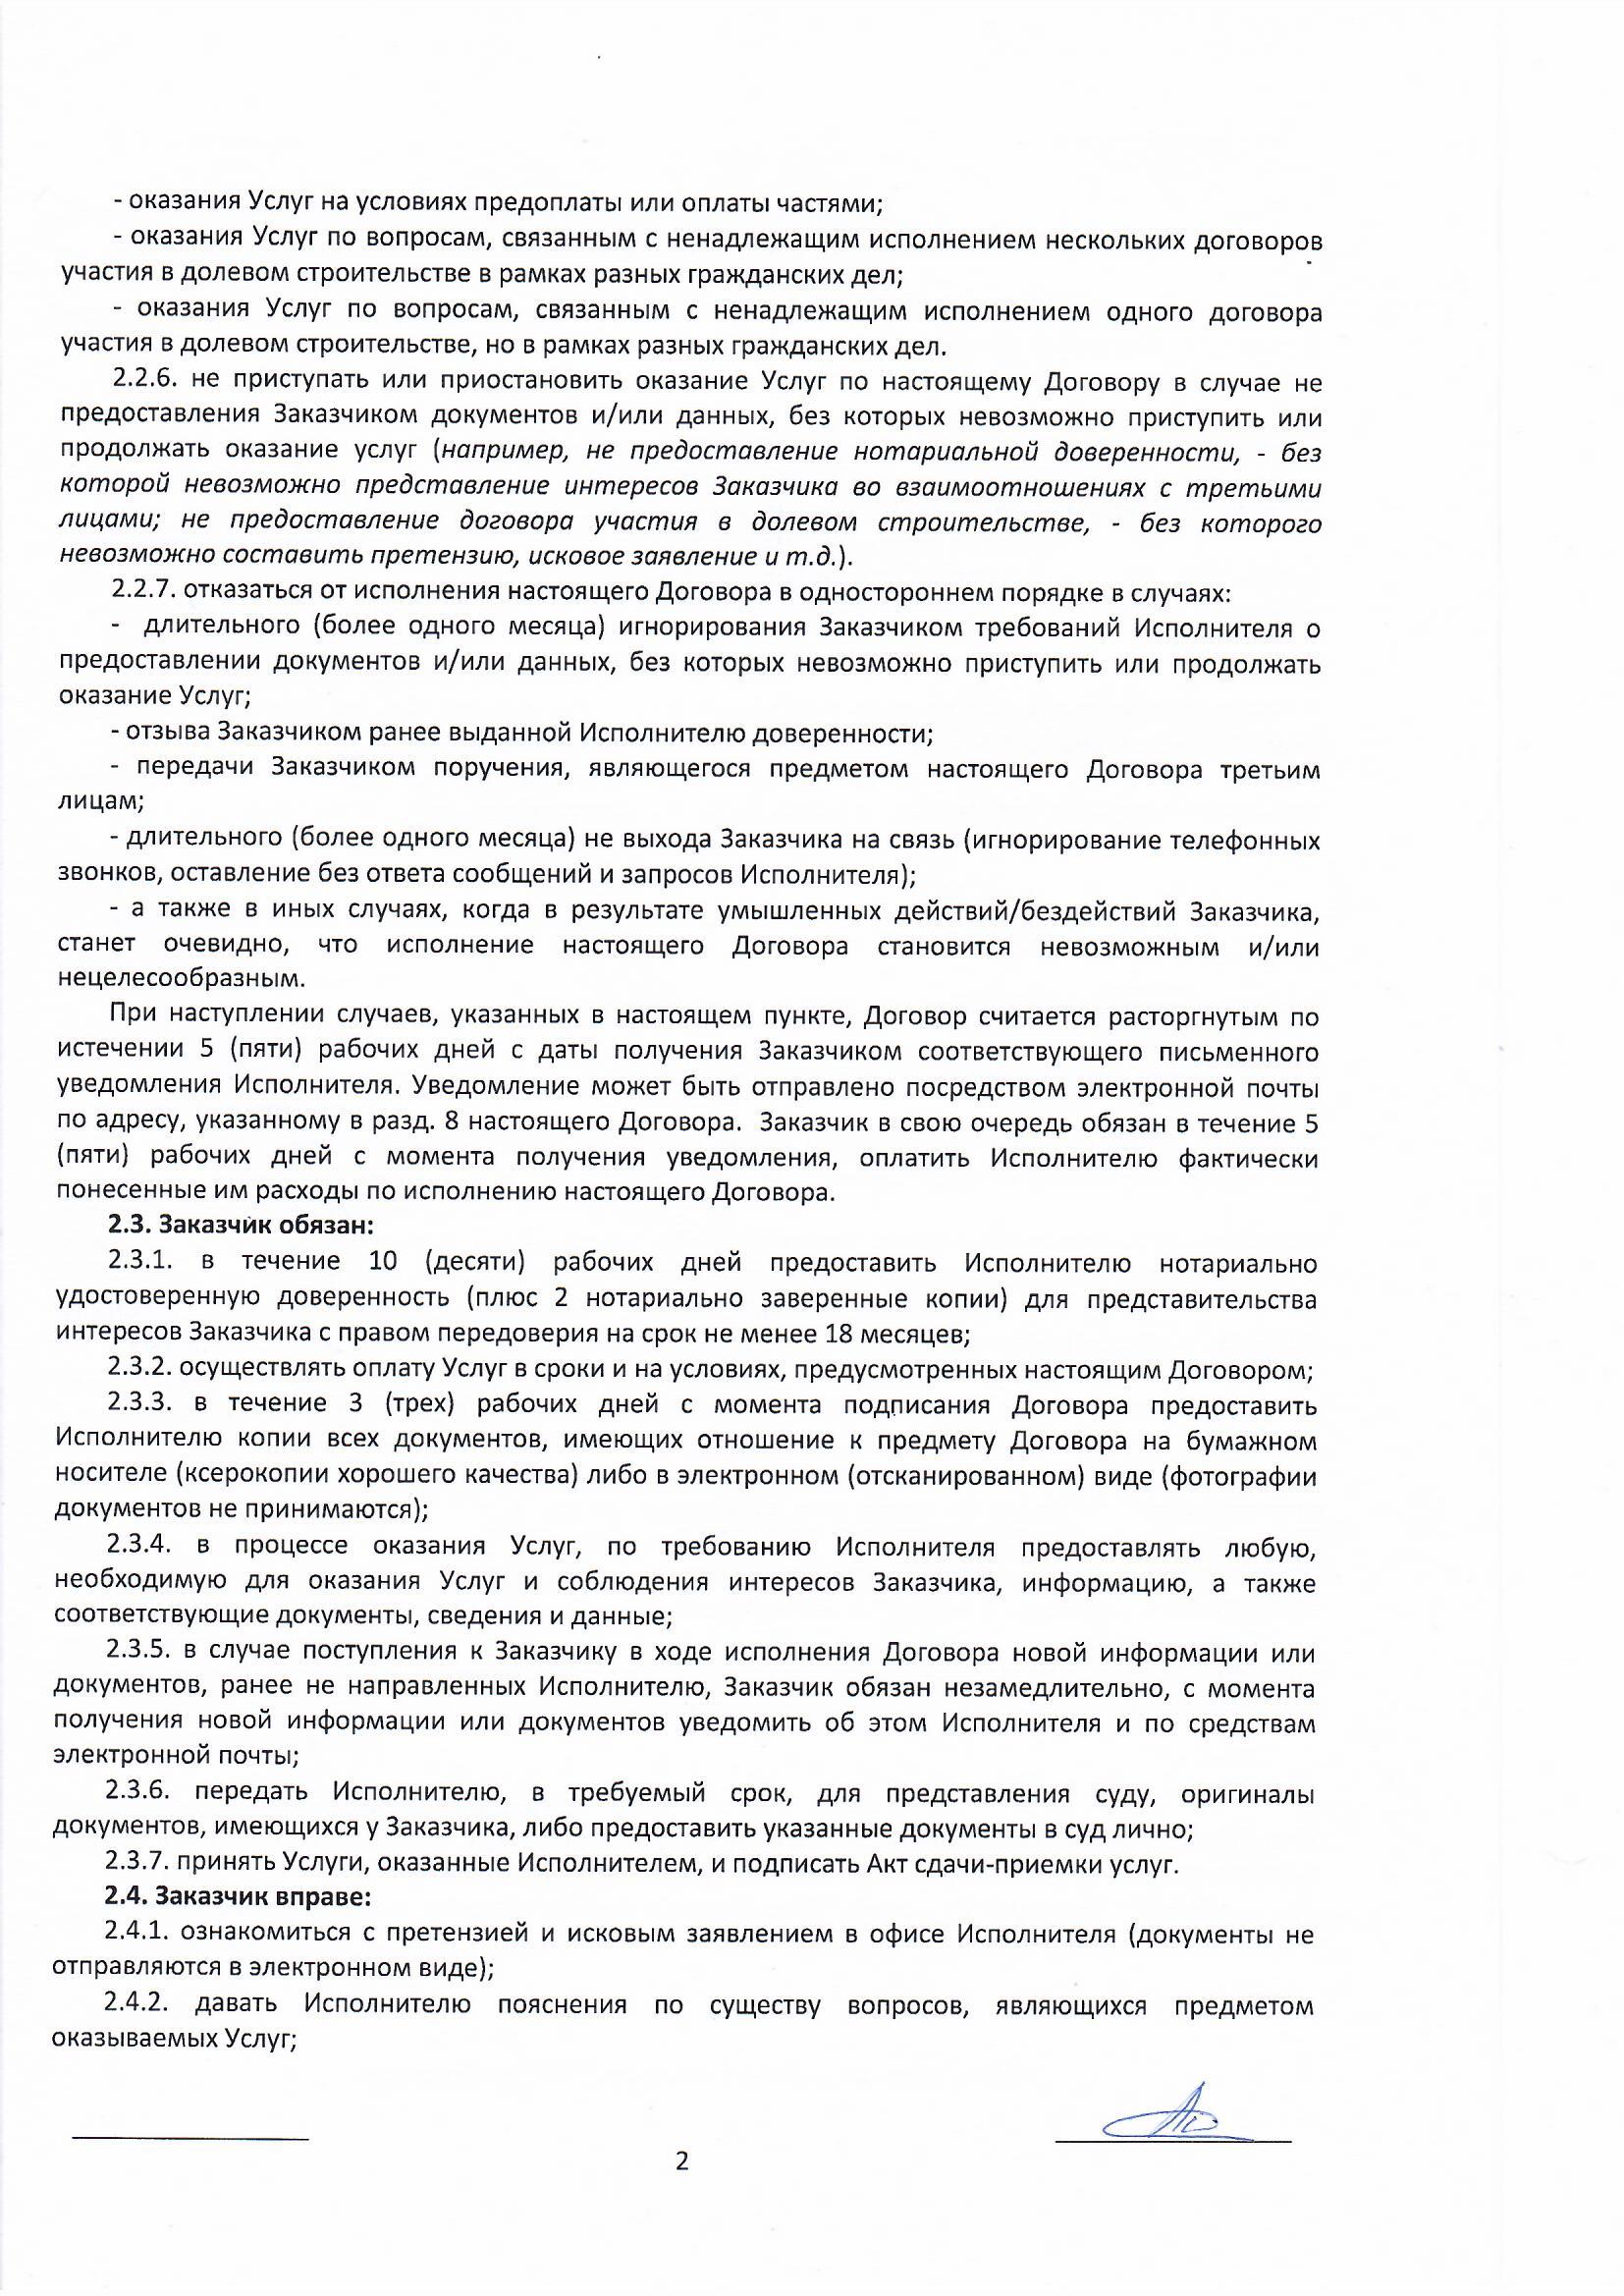 - оказания Услуг на условиях предоплаты или оплаты частями;
- оказания Услуг по вопросам, связанным с ненадлежащим исполнением нескольких договоров
участия в долевом строительстве в рамках разных гражданских дел;
- оказания Услуг по вопросам, связанным с ненадлежащим исполнением одного договора
участия в долевом строительстве, но в рамках разных гражданских дел.
2.2.6. не приступать или приостановить оказание Услуг по настоящему Договору в случае не
предоставления Заказчиком документов и/или данных, без которых невозможно приступить или
продолжать оказание услуг (например, не предоставление нотариальной доверенности, - без
которой невозможно представление интересов Заказчика во взаимоотношениях с третьими
лицами; не предоставление договора участия в долевом строительстве, - без которого
невозможно составить претензию, исковое заявление и т.д.).
2.2.7. отказаться от исполнения настоящего Договора в одностороннем порядке в случаях:
- длительного (более одного месяца) игнорирования Заказчиком требований Исполнителя о
предоставлении документов и/или данных, без которых невозможно приступить или продолжать
оказание Услуг;
- отзыва Заказчиком ранее выданной Исполнителю доверенности;
- передачи Заказчиком поручения, являющегося предметом настоящего Договора третьим
лицам;
- длительного (более одного месяца) не выхода Заказчика на связь (игнорирование телефонных
звонков, оставление без ответа сообщений и запросов Исполнителя);
- а также в иных случаях, когда в результате умышленных действий/бездействий Заказчика,
станет очевидно, что исполнение настоящего Договора становится невозможным и/или
нецелесообразным.
При наступлении случаев, указанных в настоящем пункте, Договор считается расторгнутым по
истечении 5 (пяти) рабочих дней с даты получения Заказчиком соответствующего письменного
уведомления Исполнителя. Уведомление может быть отправлено посредством электронной почты
по адресу, указанному в разд. 8 настоящего Договора. Заказчик в свою очередь обязан в течение 5
(пяти) рабочих дней с момента получения уведомления, оплатить Исполнителю фактически
понесенные им расходы по исполнению настоящего Договора.
2.3. Заказчик обязан:
2.3.1. в течение 10 (десяти) рабочих дней предоставить Исполнителю нотариально
удостоверенную доверенность (плюс 2 нотариально заверенные копии) для представительства
интересов Заказчика с правом передоверия на срок не менее 18 месяцев;
2.3.2. осуществлять оплату Услуг в сроки и на условиях, предусмотренных настоящим Договором;
2.3.3. в течение 3 (трех) рабочих дней с момента подписания Договора предоставить
Исполнителю копии всех документов, имеющих отношение к предмету Договора на бумажном
носителе (ксерокопии хорошего качества) либо в электронном (отсканированном) виде (фотографии
документов не принимаются);
2.3.4. в процессе оказания Услуг, по требованию Исполнителя предоставлять любую,
необходимую для оказания Услуг и соблюдения интересов Заказчика, информацию, а также
соответствующие документы, сведения и данные;
2.3.5. в случае поступления к Заказчику в ходе исполнения Договора новой информации или
документов, ранее не направленных Исполнителю, Заказчик обязан незамедлительно, с момента
получения новой информации или документов уведомить об этом Исполнителя и по средствам
электронной почты;
2.3.6. передать Исполнителю, в требуемый срок, для представления суду, оригиналы
документов, имеющихся у Заказчика, либо предоставить указанные документы в суд лично;
2.3.7. принять Услуги, оказанные Исполнителем, и подписать Акт сдачи-приемки услуг.
2.4. Заказчик вправе:
2.4.1. ознакомиться с претензией и исковым заявлением в офисе Исполнителя (документы не
отправляются в электронном виде);
2.4.2. давать Исполнителю пояснения по существу вопросов, являющихся предметом
оказываемых Услуг;
2